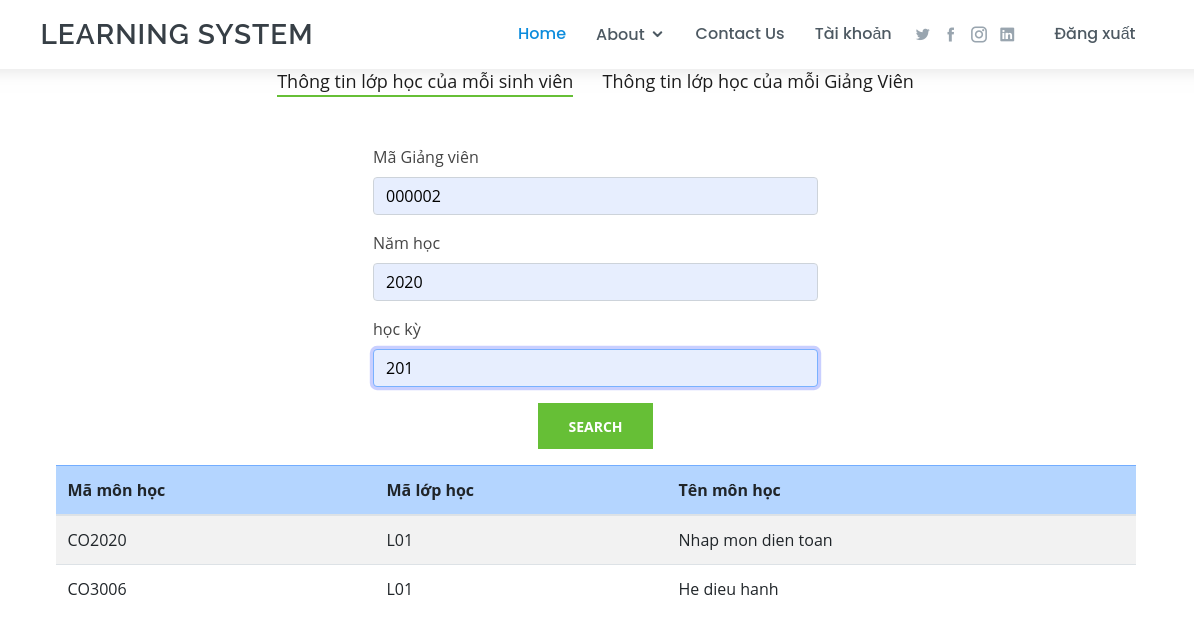 LEARNING SYSTEM Home About Contact Us Tài khoản Đăng xuất
Thông tin lớp học của mỗi sinh viên Thông tin lớp học của mỗi Giảng Viên
Mã Giảng viên
000002
Năm học
2020
học kỳ
201
SEARCH
Mã môn học Mã lớp học Tên môn học
CO2020 L01 Nhap mon dien toan
CO3006 L01 He dieu hanh